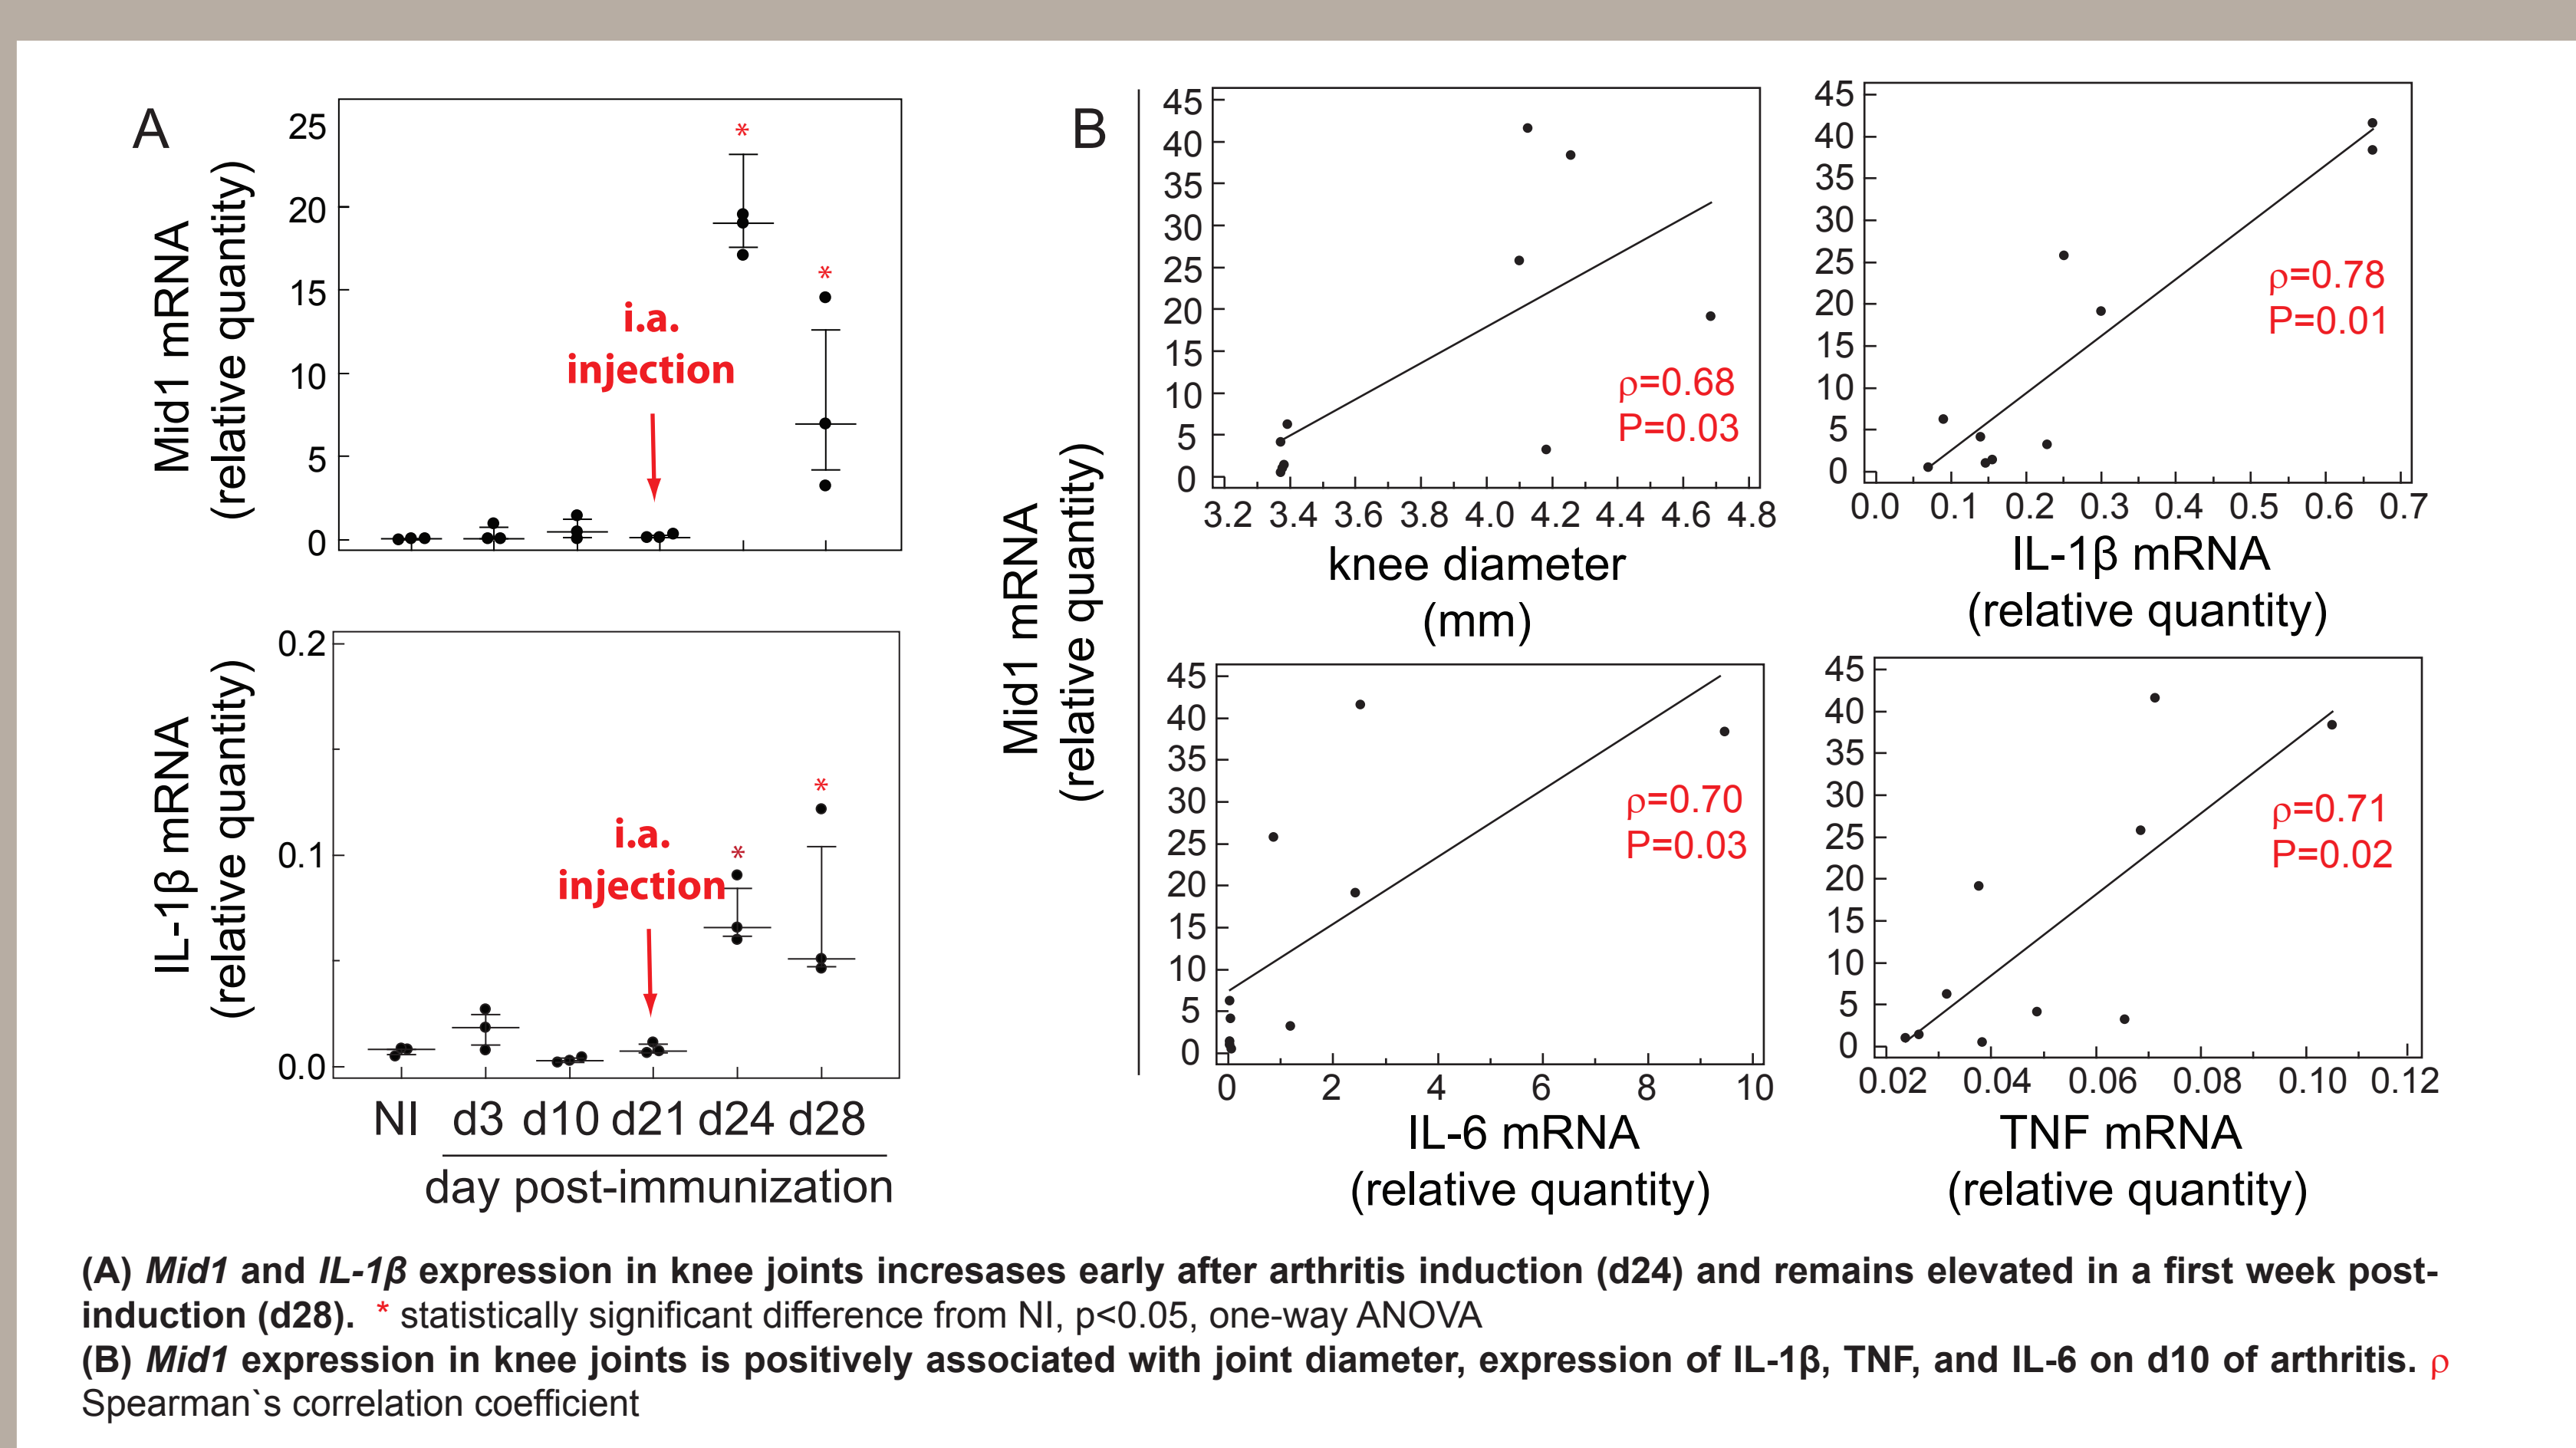 A
Mid1 mRNA
(relative quantity)
25
20
15
10
5
0
*
*
i.a.
injection
IL-1β mRNA
(relative quantity)
0.2
0.1
0.0
*
*
i.a.
injection
NI d3 d10 d21 d24 d28
day post-immunization
B
Mid1 mRNA
(relative quantity)
45
40
35
30
25
20
15
10
5
0
ρ=0.68
P=0.03
3.2 3.4 3.6 3.8 4.0 4.2 4.4 4.6 4.8
knee diameter
(mm)
45
40
35
30
25
20
15
10
5
0
ρ=0.78
P=0.01
0.0 0.1 0.2 0.3 0.4 0.5 0.6 0.7
IL-1β mRNA
(relative quantity)
45
40
35
30
25
20
15
10
5
0
ρ=0.70
P=0.03
0 2 4 6 8 10
IL-6 mRNA
(relative quantity)
45
40
35
30
25
20
15
10
5
0
ρ=0.71
P=0.02
0.02 0.04 0.06 0.08 0.10 0.12
TNF mRNA
(relative quantity)
(A) Mid1 and IL-1β expression in knee joints incresases early after arthritis induction (d24) and remains elevated in a first week post-
induction (d28). * statistically significant difference from NI, p<0.05, one-way ANOVA
(B) Mid1 expression in knee joints is positively associated with joint diameter, expression of IL-1β, TNF, and IL-6 on d10 of arthritis. ρ
Spearman`s correlation coefficient